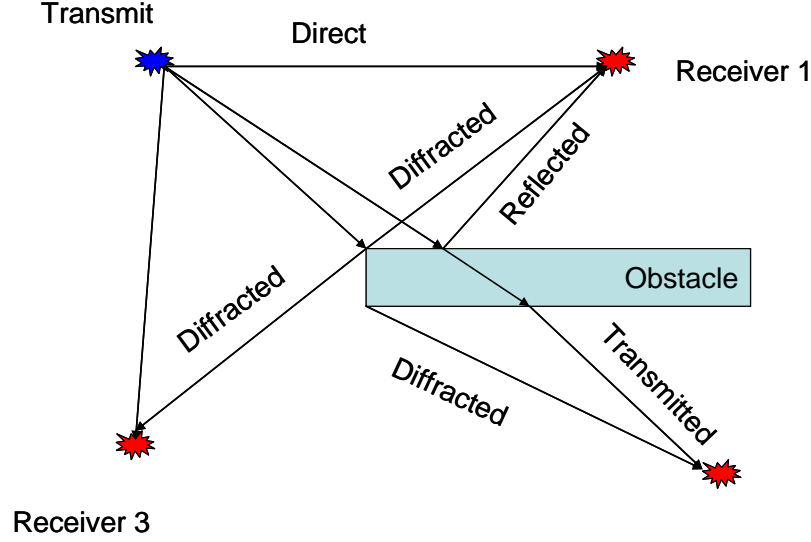 Transmit
Direct
Receiver 1
Diffracted
Reflected
Obstacle
Diffracted
Diffracted
Transmitted
Receiver 3